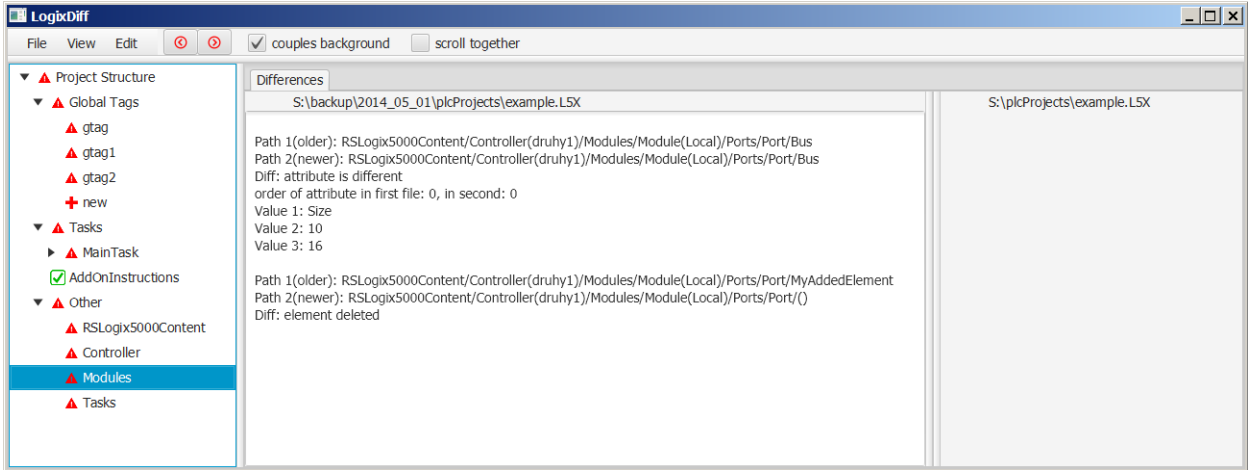 LogixDiff
File View Edit couples background scroll together
Project Structure
Global Tags
gtag
gtag1
gtag2
new
Tasks
MainTask
AddOnInstructions
Other
RSLogix5000Content
Controller
Modules
Tasks
Differences
S:\backup\2014_05_01\plcProjects\example.L5X
S:\plcProjects\example.L5X
Path 1(older): RSLogix5000Content/Controller(druhy1)/Modules/Module(Local)/Ports/Port/Bus
Path 2(newer): RSLogix5000Content/Controller(druhy1)/Modules/Module(Local)/Ports/Port/Bus
Diff: attribute is different
order of attribute in first file: 0, in second: 0
Value 1: Size
Value 2: 10
Value 3: 16
Path 1(older): RSLogix5000Content/Controller(druhy1)/Modules/Module(Local)/Ports/Port/MyAddedElement
Path 2(newer): RSLogix5000Content/Controller(druhy1)/Modules/Module(Local)/Ports/Port/()
Diff: element deleted